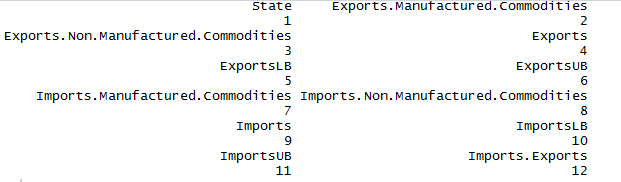 State Exports.Manufactured.Commodities
1 2
Exports.Non.Manufactured.Commodities Exports
3 4
ExportsLB ExportsUB
5 6
Imports.Manufactured.Commodities Imports.Non.Manufactured.Commodities
7 8
Imports ImportsLB
9 10
ImportsUB Imports.Exports
11 12